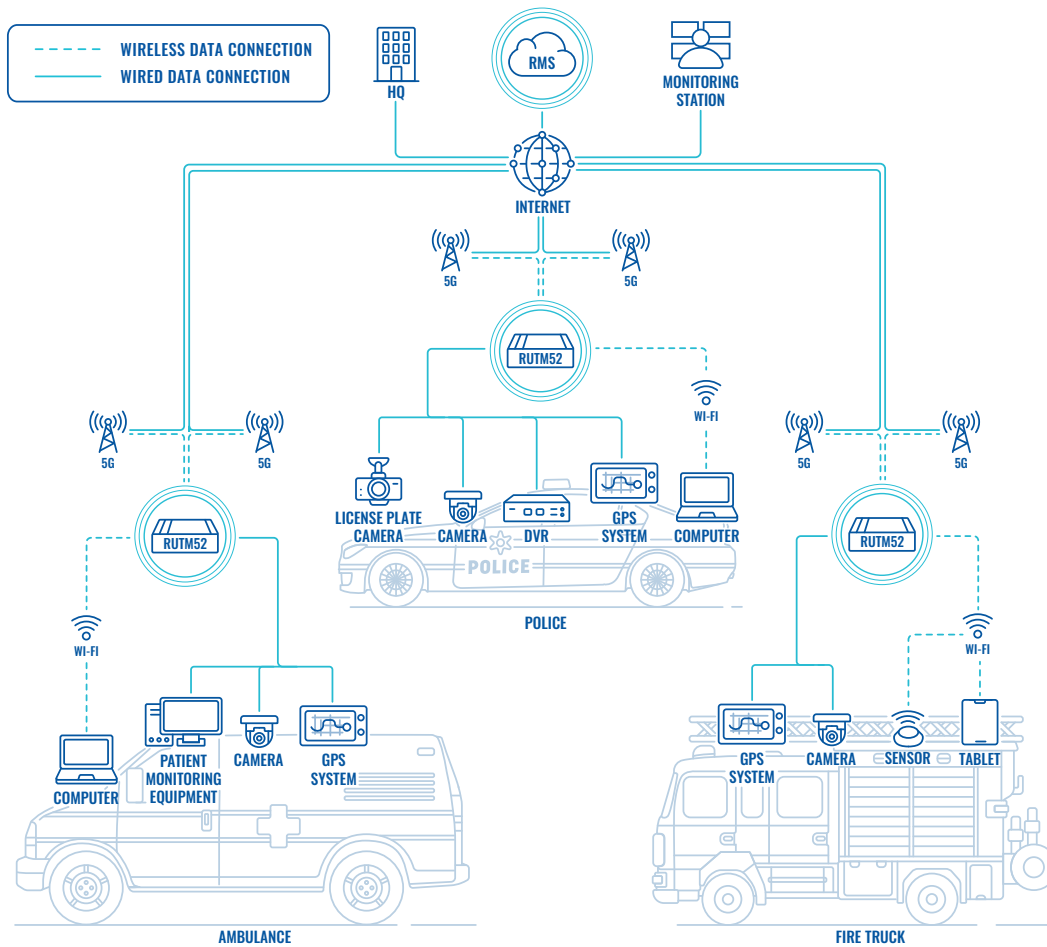 WIRELESS DATA CONNECTION
WIRED DATA CONNECTION
HQ
RMS
MONITORING
STATION
INTERNET
5G
5G
RUTM52
WI-FI
LICENSE PLATE
CAMERA
CAMERA
DVR
GPS
SYSTEM
COMPUTER
POLICE
POLICE
5G
5G
RUTM52
WI-FI
COMPUTER
PATIENT
MONITORING
EQUIPMENT
CAMERA
GPS
SYSTEM
AMBULANCE
5G
5G
RUTM52
WI-FI
GPS
SYSTEM
CAMERA
SENSOR
TABLET
FIRE TRUCK